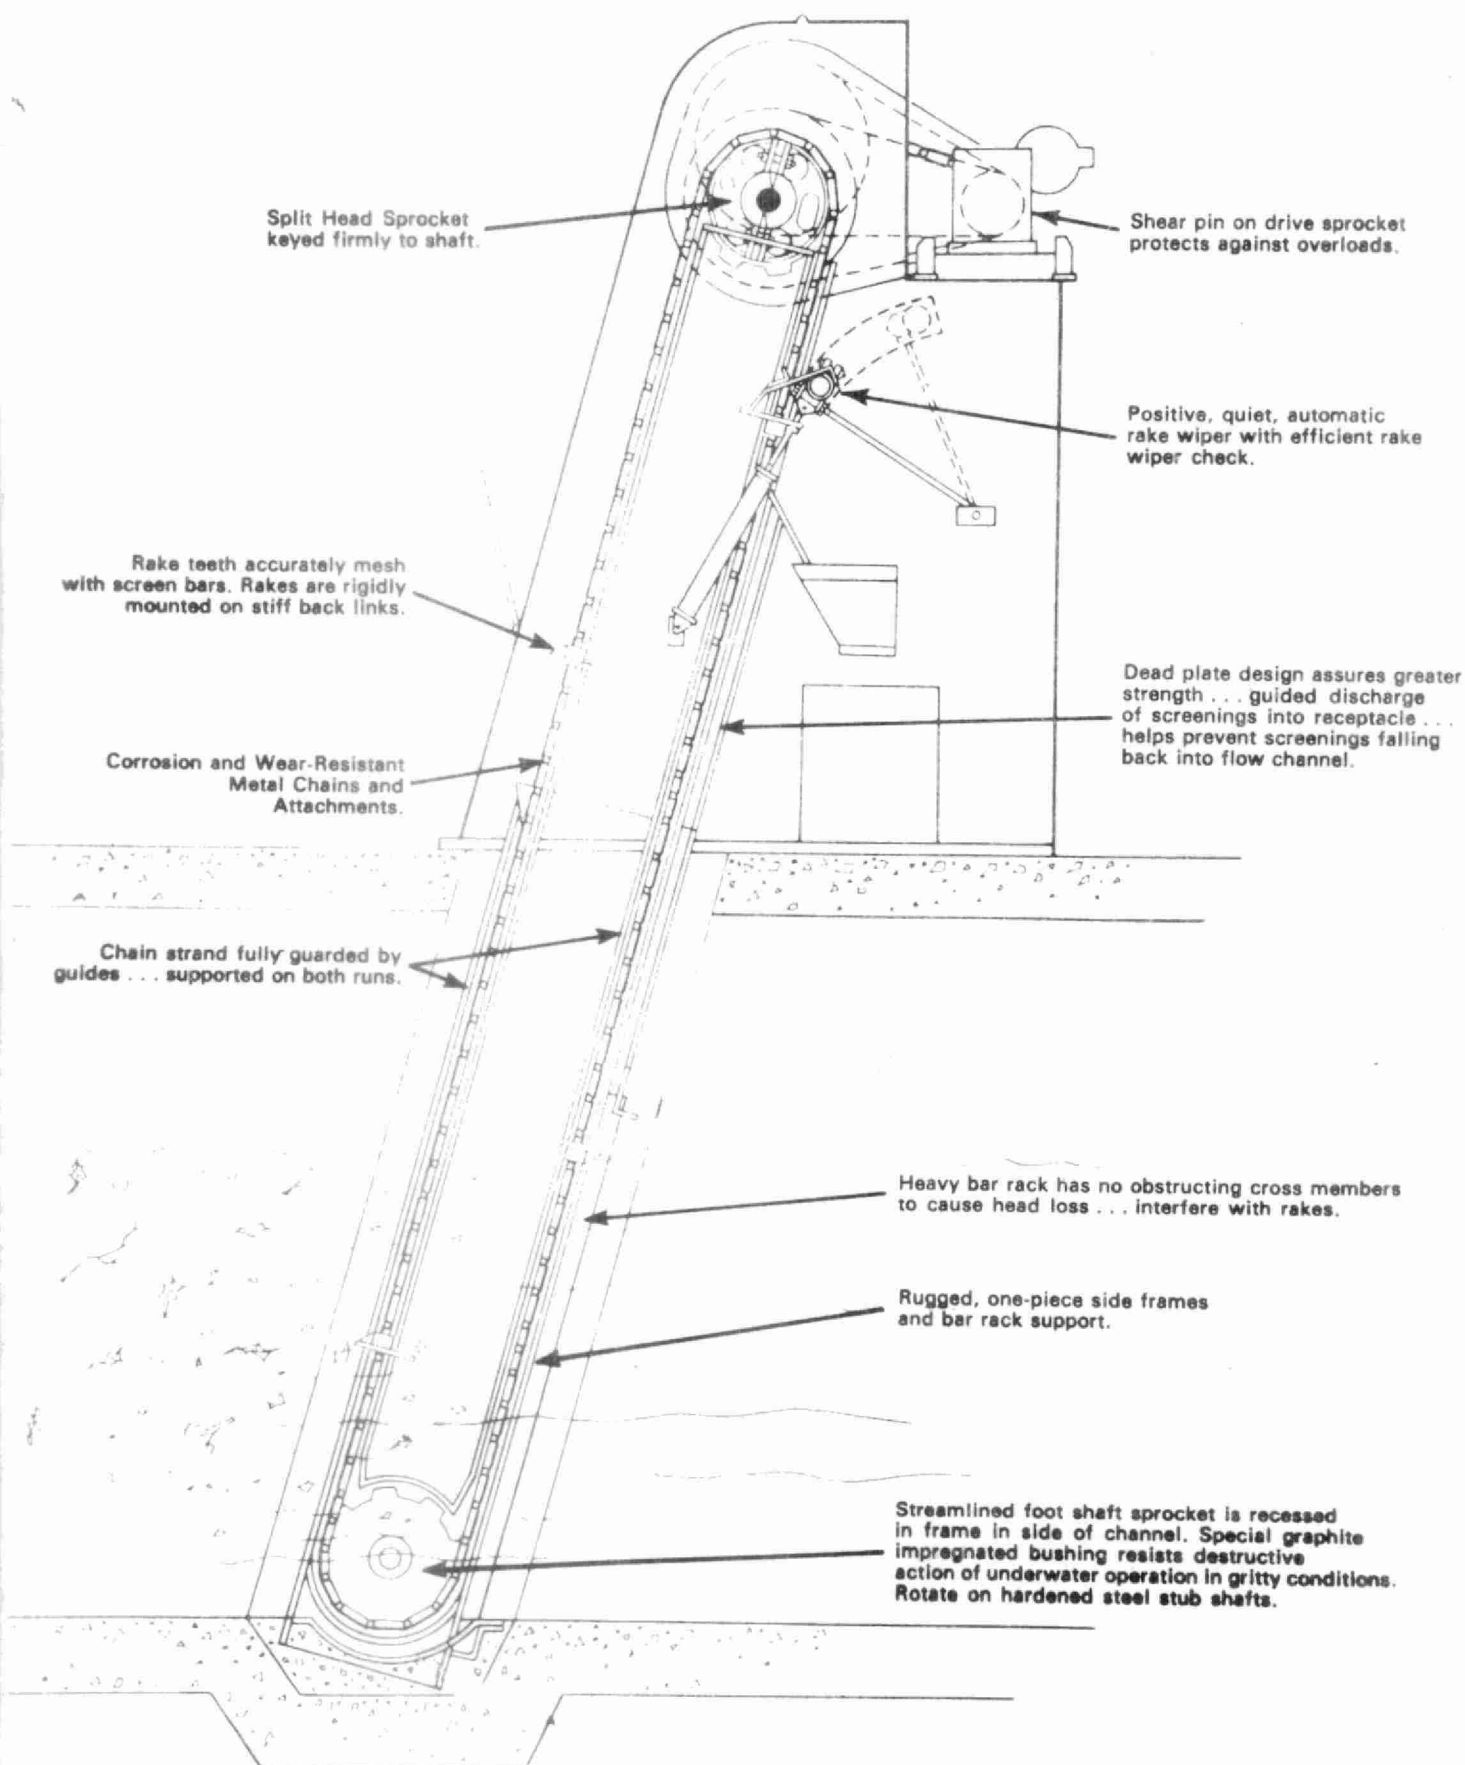 Split Head Sprocket
keyed firmly to shaft.
Shear pin on drive sprocket
protects against overloads.
Positive, quiet, automatic
rake wiper with efficient rake
wiper check.
Rake teeth accurately mesh
with screen bars. Rakes are rigidly
mounted on stiff back links.
Dead plate design assures greater
strength . . . guided discharge
of screenings into receptacle . . .
helps prevent screenings falling
back into flow channel.
Corrosion and Wear-Resistant
Metal Chains and
Attachments.
Chain strand fully guarded by
guides . . . supported on both runs.
Heavy bar rack has no obstructing cross members
to cause head loss . . . interfere with rakes.
Rugged, one-piece side frames
and bar rack support.
Streamlined foot shaft sprocket is recessed
in frame in side of channel. Special graphite
impregnated bushing resists destructive
action of underwater operation in gritty conditions.
Rotate on hardened steel stub shafts.